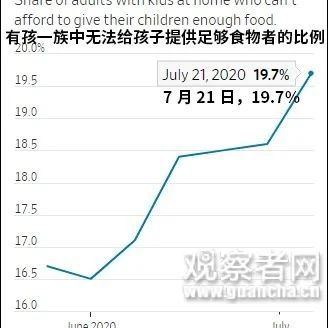 Share of adults with kids at home who can't
afford to give their children enough food.
有孩一族中无法给孩子提供足够食物者的比例
20.0%
July 21, 2020 19.7%
7 月 21 日，19.7%
19.5
19.0
18.5
18.0
17.5
17.0
16.5
16.0
June 2020
July
观察者网
guancha.cn